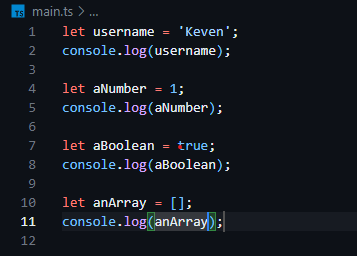 TS main.ts > ...
1 let username = 'Keven';
2 console.log(username);
3
4 let aNumber = 1;
5 console.log(aNumber);
6
7 let aBoolean = true;
8 console.log(aBoolean);
9
10 let anArray = [];
11 console.log(anArray);
12